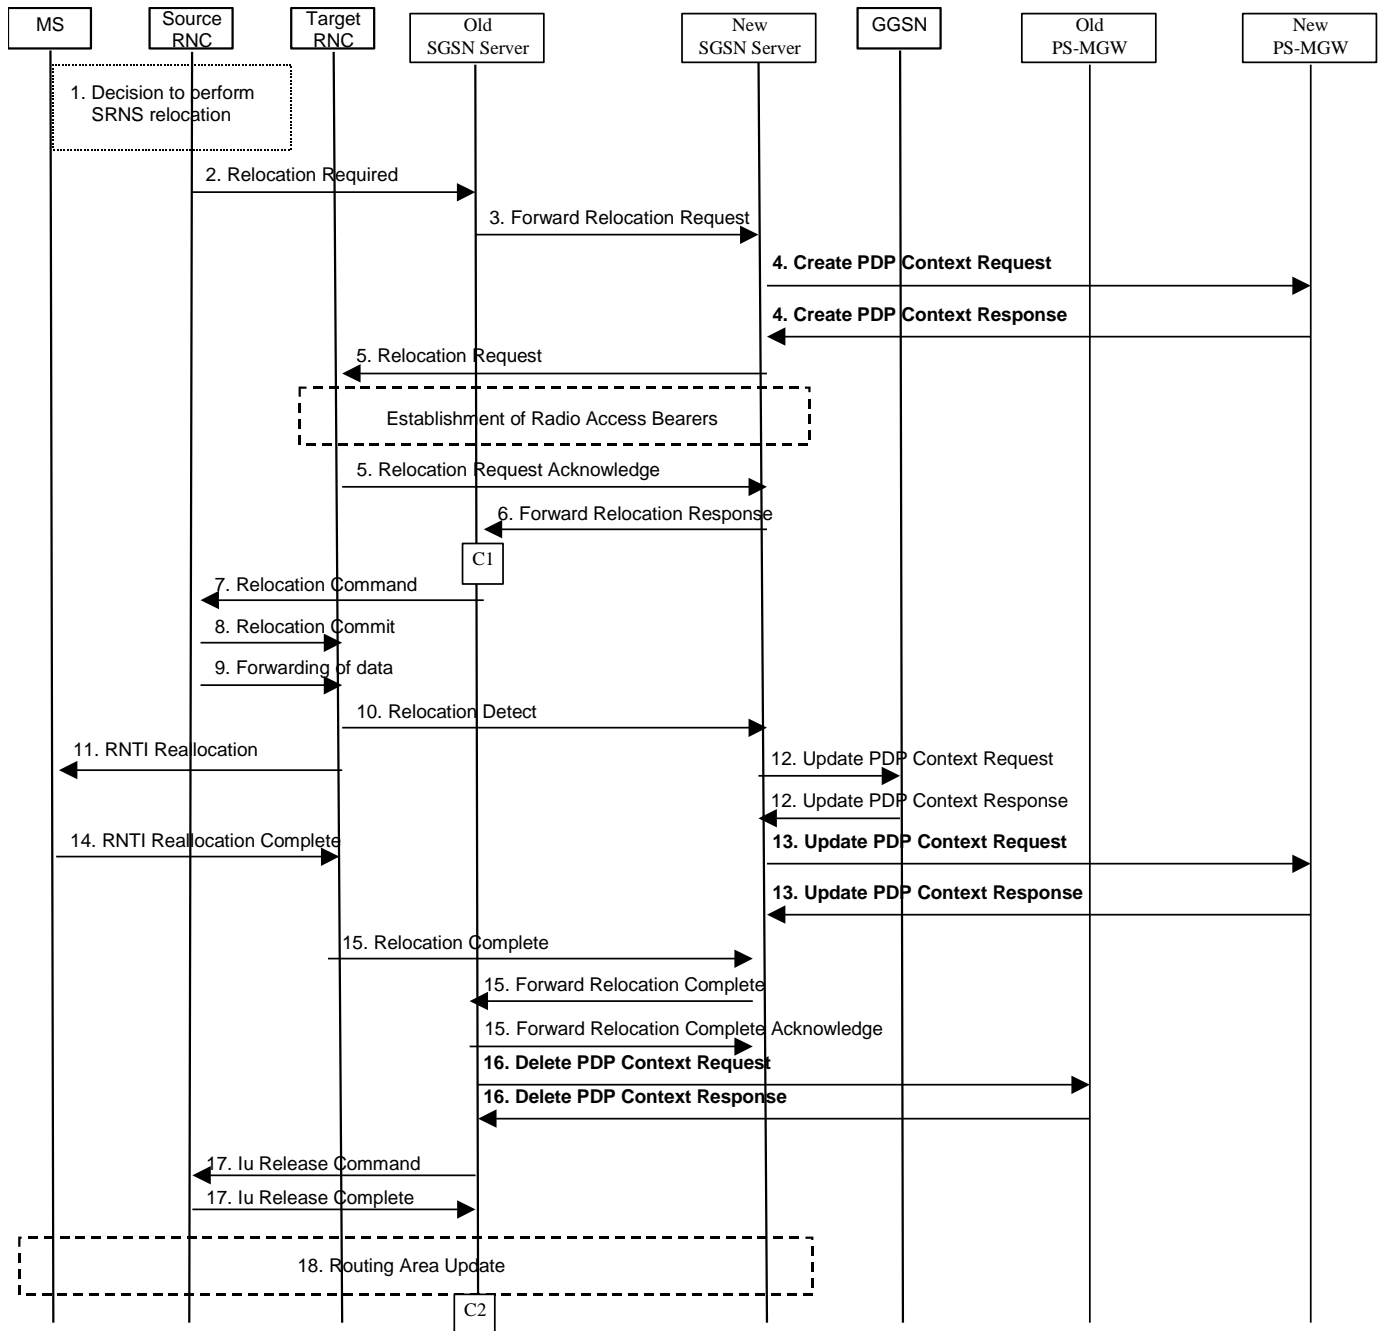 MS
Source
RNC
Target
RNC
Old
SGSN Server
New
SGSN Server
GGSN
Old
PS-MGW
New
PS-MGW
1. Decision to perform
SRNS relocation
2. Relocation Required
3. Forward Relocation Request
4. Create PDP Context Request
4. Create PDP Context Response
5. Relocation Request
Establishment of Radio Access Bearers
5. Relocation Request Acknowledge
6. Forward Relocation Response
C1
7. Relocation Command
8. Relocation Commit
9. Forwarding of data
10. Relocation Detect
11. RNTI Reallocation
12. Update PDP Context Request
12. Update PDP Context Response
14. RNTI Reallocation Complete
13. Update PDP Context Request
13. Update PDP Context Response
15. Relocation Complete
15. Forward Relocation Complete
15. Forward Relocation Complete Acknowledge
16. Delete PDP Context Request
16. Delete PDP Context Response
17. Iu Release Command
17. Iu Release Complete
18. Routing Area Update
C2